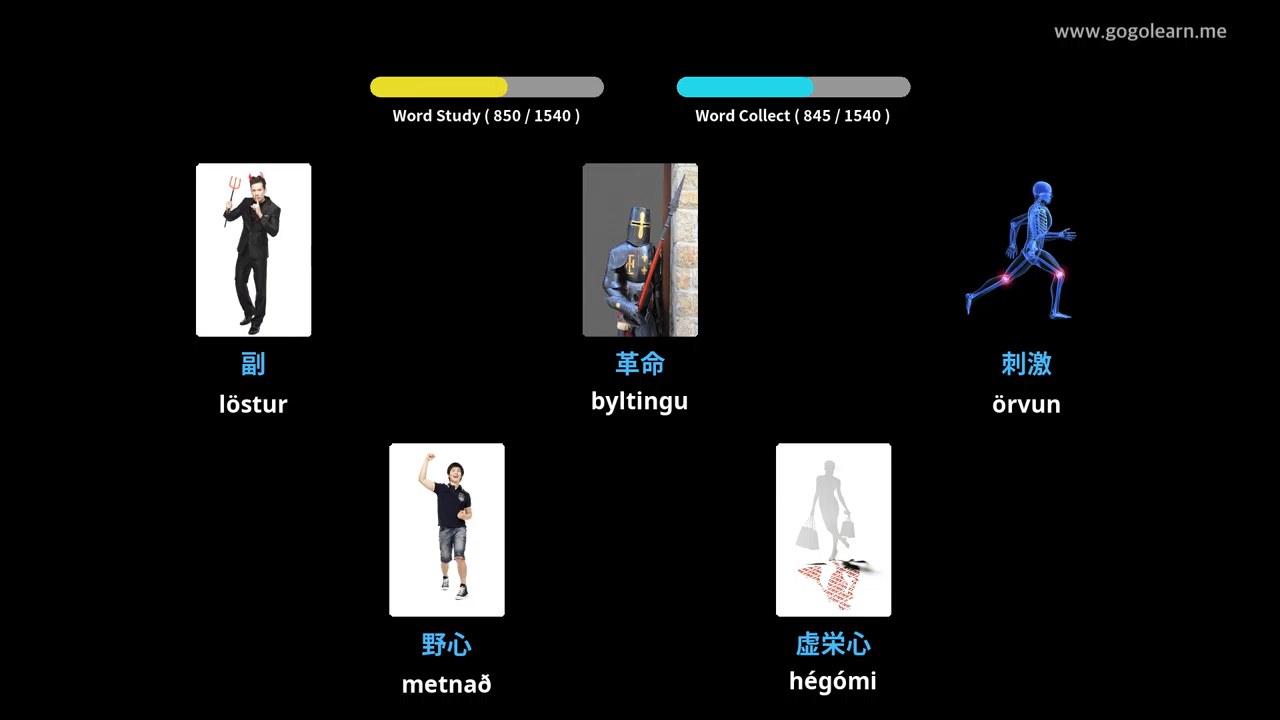 www.gogolearn.me
Word Study ( 850 / 1540 )
Word Collect ( 845 / 1540 )
副
革命
刺激
löstur
byltingu
örvun
野心
虚栄心
metnað
hégómi